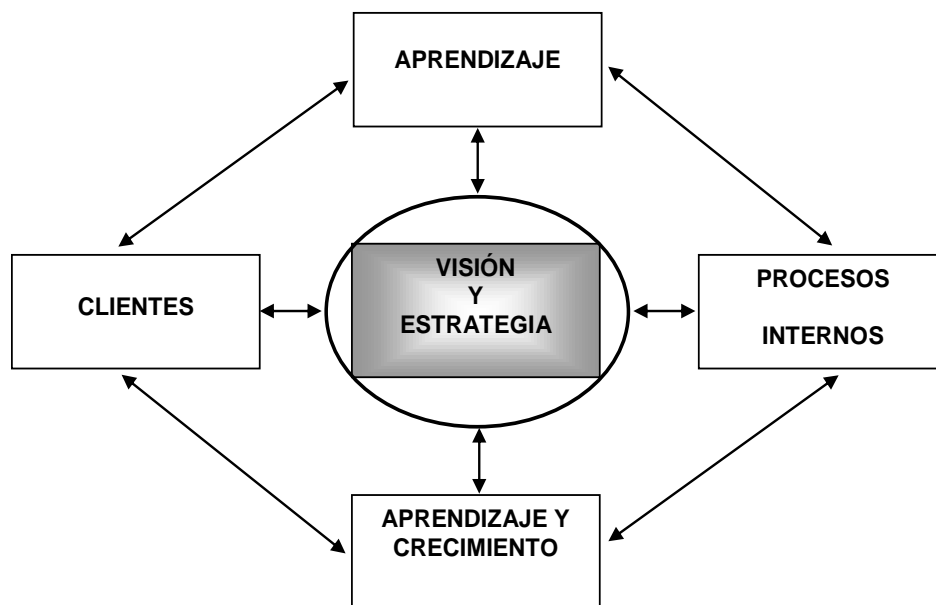 APRENDIZAJE
CLIENTES
VISIÓN
Y
ESTRATEGIA
PROCESOS
INTERNOS
APRENDIZAJE Y
CRECIMIENTO